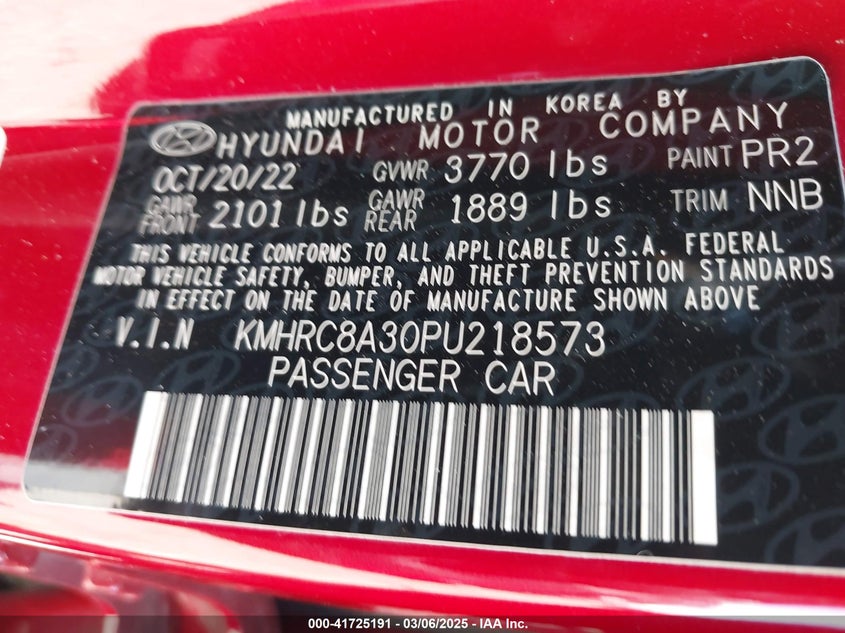 MANUFACTURED IN KOREA BY
HYUNDAI MOTOR COMPANY
OCT/20/22 GVWR 3770 lbs PAINT PR2
GAWR FRONT 2101 lbs GAWR REAR 1889 lbs TRIM NNB
THIS VEHICLE CONFORMS TO ALL APPLICABLE U.S.A. FEDERAL
MOTOR VEHICLE SAFETY, BUMPER, AND THEFT PREVENTION STANDARDS
IN EFFECT ON THE DATE OF MANUFACTURE SHOWN ABOVE
V.I.N KMHRC8A30PU218573
PASSENGER CAR
000-41725191 - 03/06/2025 - IAA Inc.